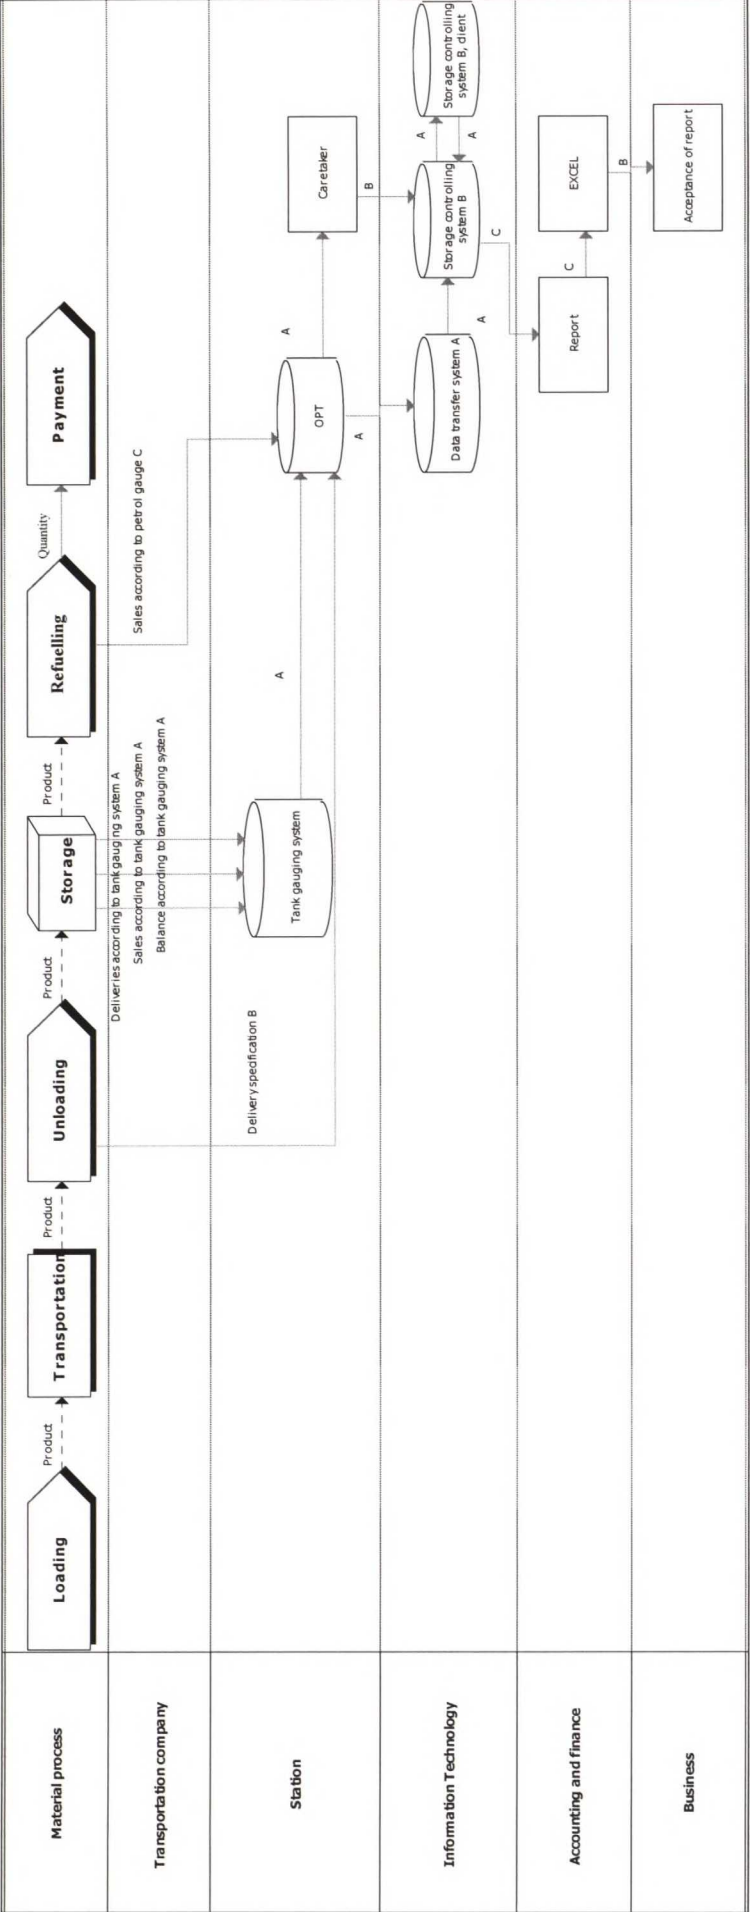 Material process
Loading
Product
Transportation
Product
Unloading
Product
Storage
Product
Refuelling
Quantity
Payment
Transportation company
Deliveries according to tank gauging system A
Sales according to tank gauging system A
Balance according to tank gauging system A
Sales according to petrol gauge C
Station
Delivery specification B
Tank gauging system
A
OPT
A
A
Caretaker
B
Information Technology
Data transfer system A
A
Storage controlling
system B
A
A
Storage controlling
system B, client
C
Accounting and finance
Report
C
EXCEL
B
Business
Acceptance of report